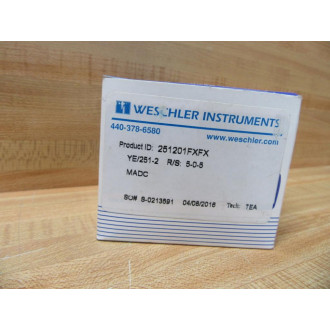 WESCHLER INSTRUMENTS
440-378-6580 www.weschler.com
Product ID: 251201FXFX
YE/251-2 R/S: 5-0-5
MADC
SO# S-0213691 04/08/2016 Tech: TEA